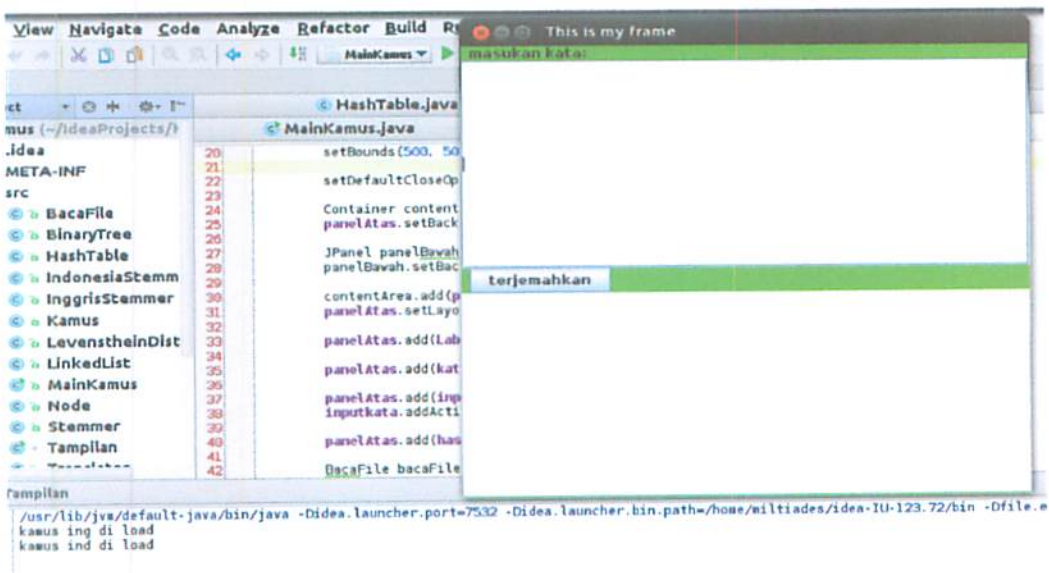 View Navigate Code Analyze Refactor Build
This is my frame
MainKamus
masukan kata:
HashTable.java
mus (~/IdeaProjects/
MainKamus.java
.idea
META-INF
src
BacaFile
BinaryTree
HashTable
IndonesiaStemm
InggrisStemmer
Kamus
LevenstheinDist
LinkedList
MainKamus
Node
Stemmer
Tampilan
20 setBounds(500, 50
21
22 setDefaultCloseOp
23
24 Container content
25 panelAtas.setBack
26
27 JPanel panelBawah
28 panelBawah.setBac
29
30 contentArea.add(p
31 panelAtas.setLayo
32
33 panelAtas.add(Lab
34
35 panelAtas.add(kat
36
37 panelAtas.add(inp
38 inputkata.addActi
39
40 panelAtas.add(has
41
42 BacaFile bacaFile
terjemahkan
Tampilan
/usr/lib/jvm/default-java/bin/java -Didea.launcher.port=7532 -Didea.launcher.bin.path=/home/miltiades/idea-IU-123.72/bin -Dfile.e
kamus ing di load
kamus ind di load